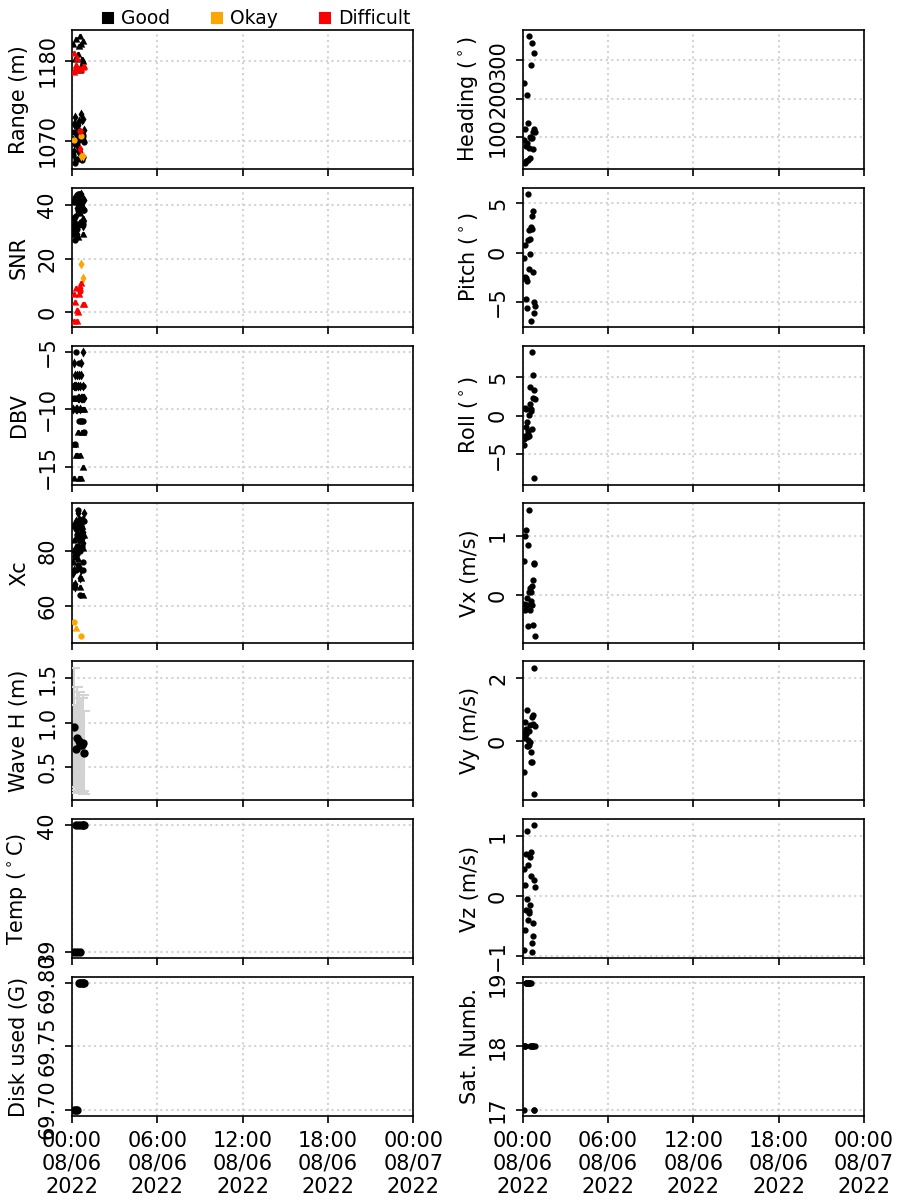 Good Okay Difficult
Range (m)
1180
1070
Heading (°)
300
200
100
SNR
40
20
0
Pitch (°)
5
0
−5
DBV
−5
−10
−15
Roll (°)
5
0
−5
Xc
80
60
Vx (m/s)
1
0
Wave H (m)
1.5
1.0
0.5
Vy (m/s)
2
0
Temp (°C)
40
39
Vz (m/s)
1
0
−1
Disk used (G)
69.80
69.75
69.70
Sat. Numb.
19
18
17
00:00 06:00 12:00 18:00 00:00
08/06 08/06 08/06 08/06 08/07
2022 2022 2022 2022 2022
00:00 06:00 12:00 18:00 00:00
08/06 08/06 08/06 08/06 08/07
2022 2022 2022 2022 2022